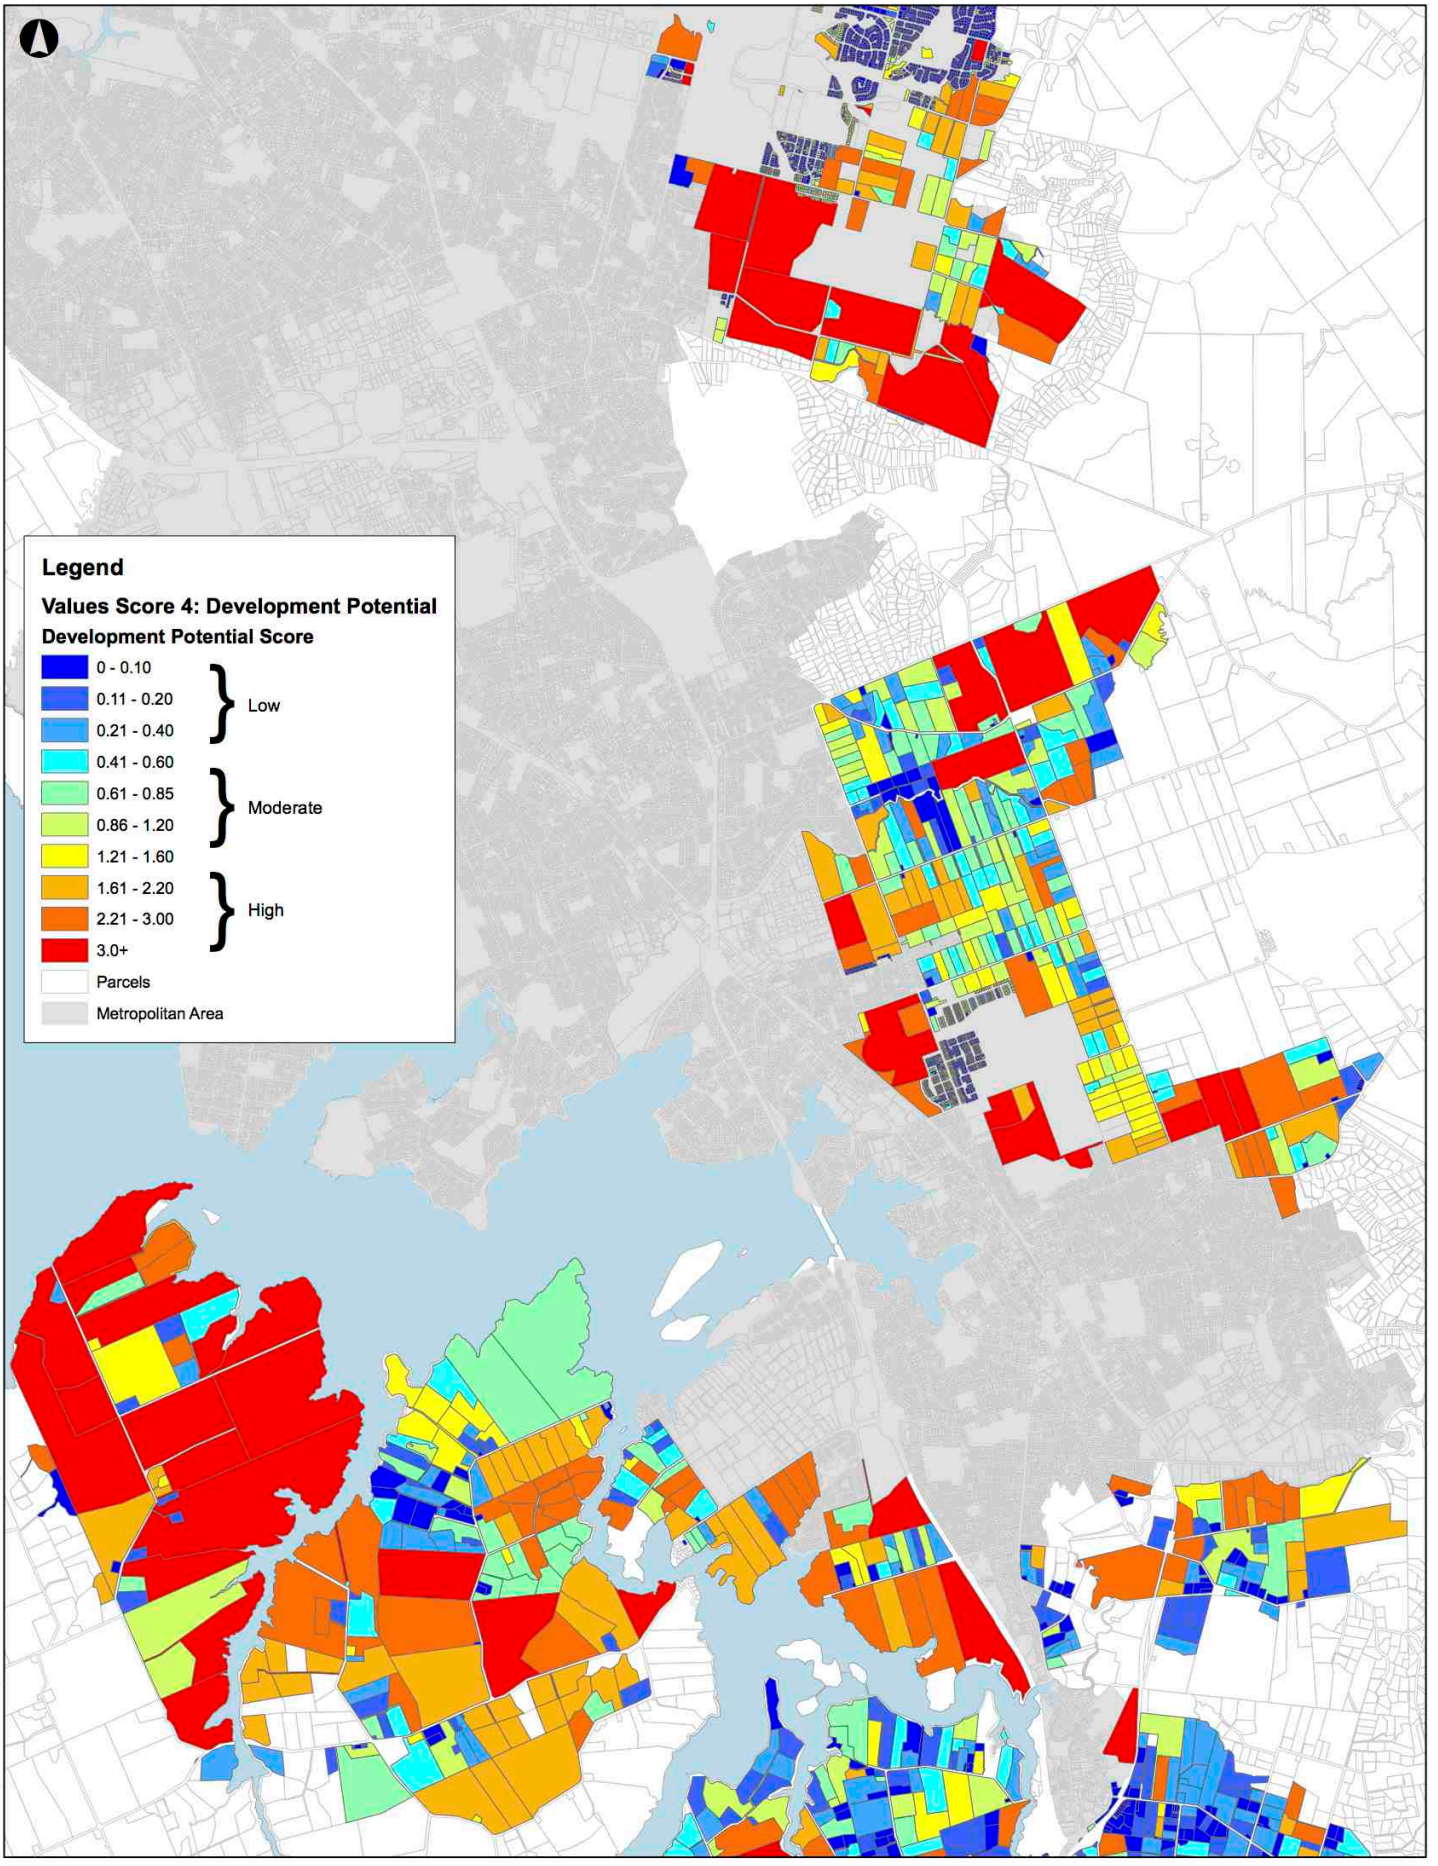 Legend
Values Score 4: Development Potential
Development Potential Score
0 - 0.10
0.11 - 0.20
0.21 - 0.40
Low
0.41 - 0.60
0.61 - 0.85
0.86 - 1.20
Moderate
1.21 - 1.60
1.61 - 2.20
2.21 - 3.00
High
3.0+
Parcels
Metropolitan Area